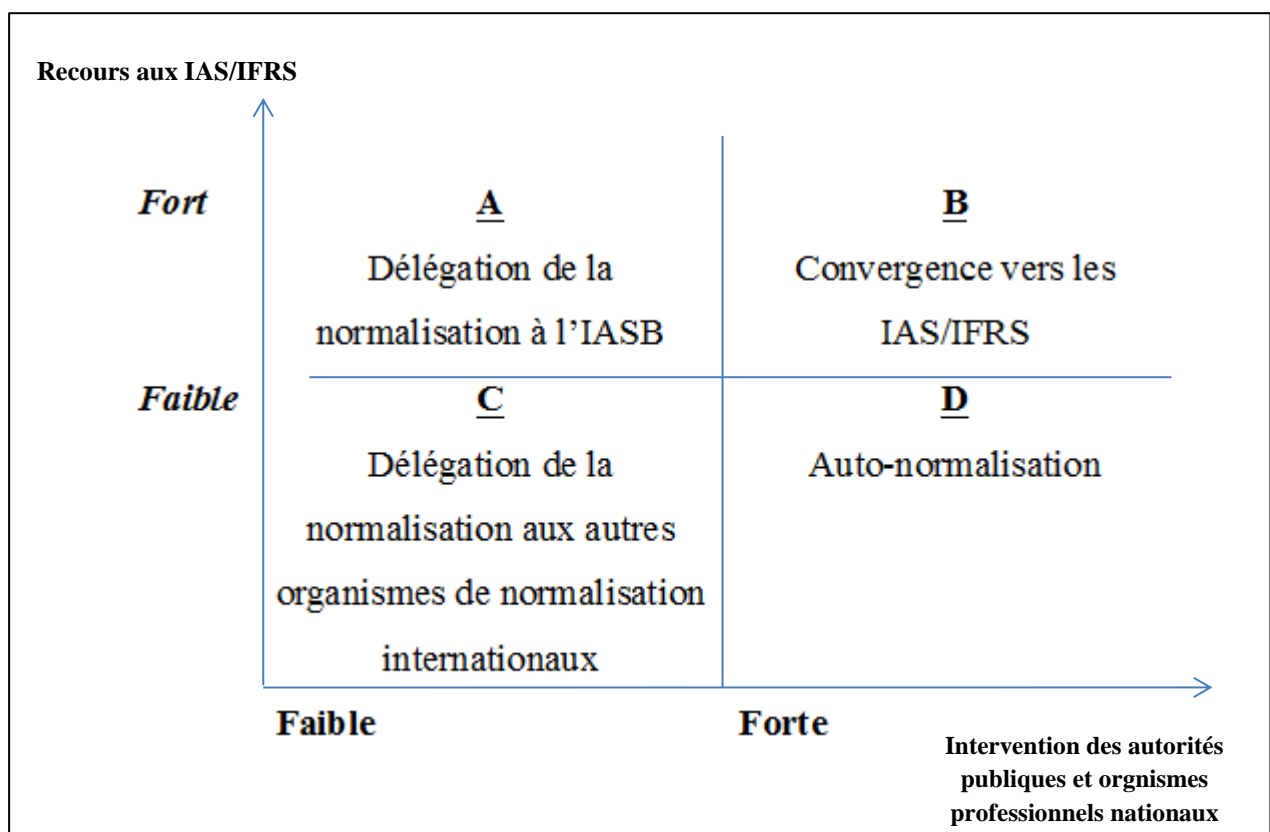 Recours aux IAS/IFRS
Fort
A
Délégation de la
normalisation à l’IASB
B
Convergence vers les
IAS/IFRS
Faible
C
Délégation de la
normalisation aux autres
organismes de normalisation
internationaux
D
Auto-normalisation
Faible
Forte
Intervention des autorités
publiques et orgnismes
professionnels nationaux